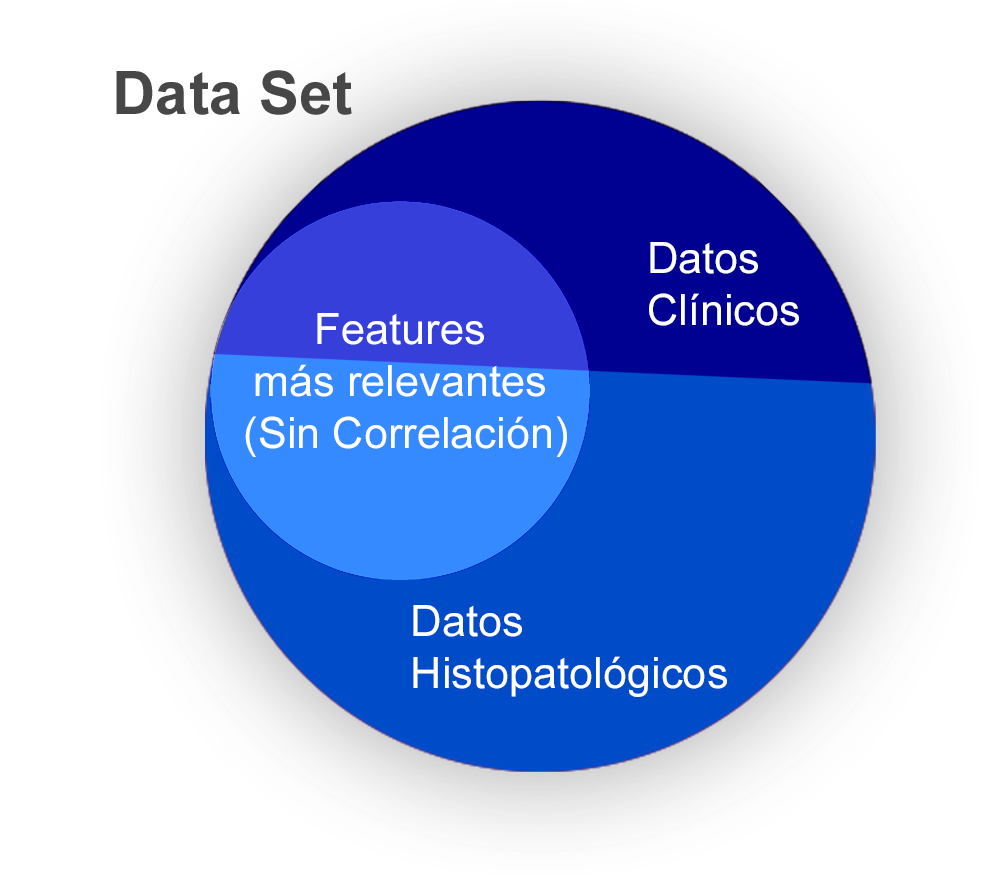 Data Set
Datos
Clínicos
Features
más relevantes
(Sin Correlación)
Datos
Histopatológicos